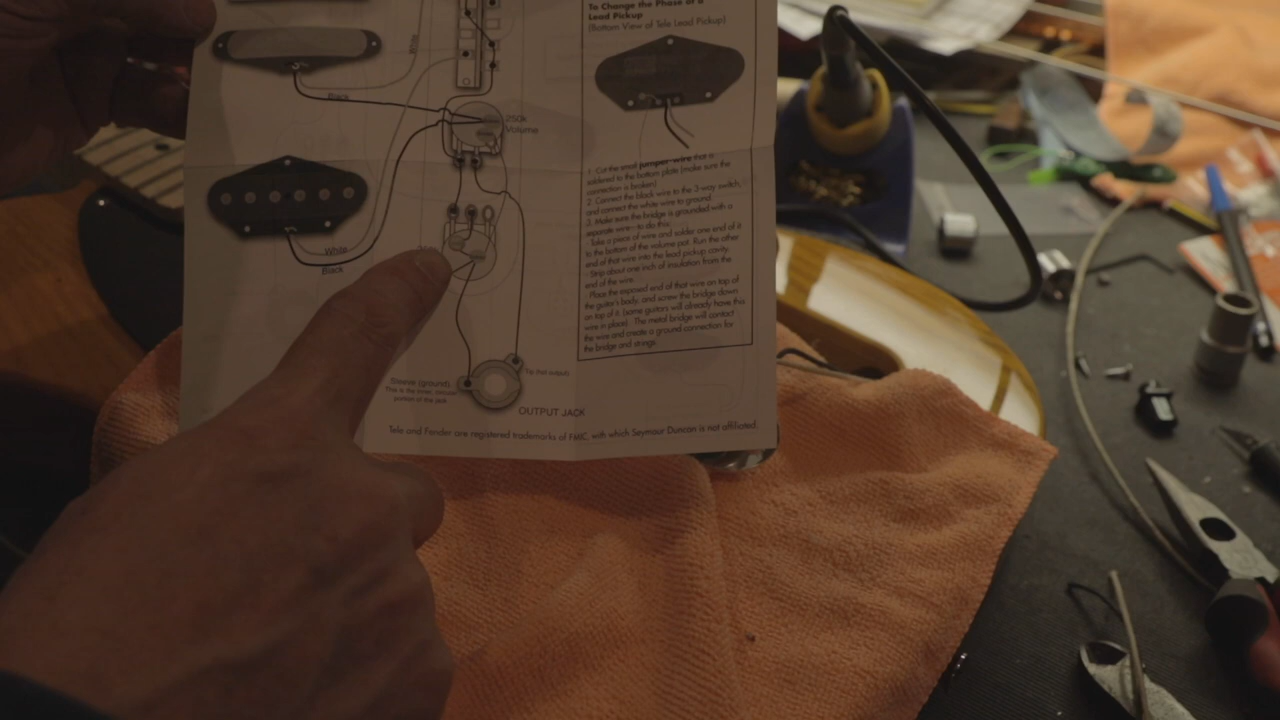 To Change the Phase of a
Lead Pickup
(Bottom View of Tele Lead Pickup)
White
Black
250k
Volume
White
Black
1. Cut the small jumper wire that is
soldered to the bottom plate (make sure the
connection is broken)
2. Connect the black wire to the 3-way switch,
and connect the white wire to ground
3. Make sure the bridge is grounded with a
separate wire - to do this:
- Take a piece of wire and solder one end of it
to the bottom of the volume pot. Run the other
end of that wire into the lead pickup cavity.
- Strip about one inch of insulation from the
end of the wire.
- Place the exposed end of that wire on top of
the guitar's body, and screw the bridge down
on top of it (some guitars will already have this
wire in place). The metal bridge will contact
the wire and create a ground connection for
the bridge and strings.
Tip (hot output)
Sleeve (ground).
This is the inner, circular
portion of the jack
OUTPUT JACK
Tele and Fender are registered trademarks of FMIC, with which Seymour Duncan is not affiliated.